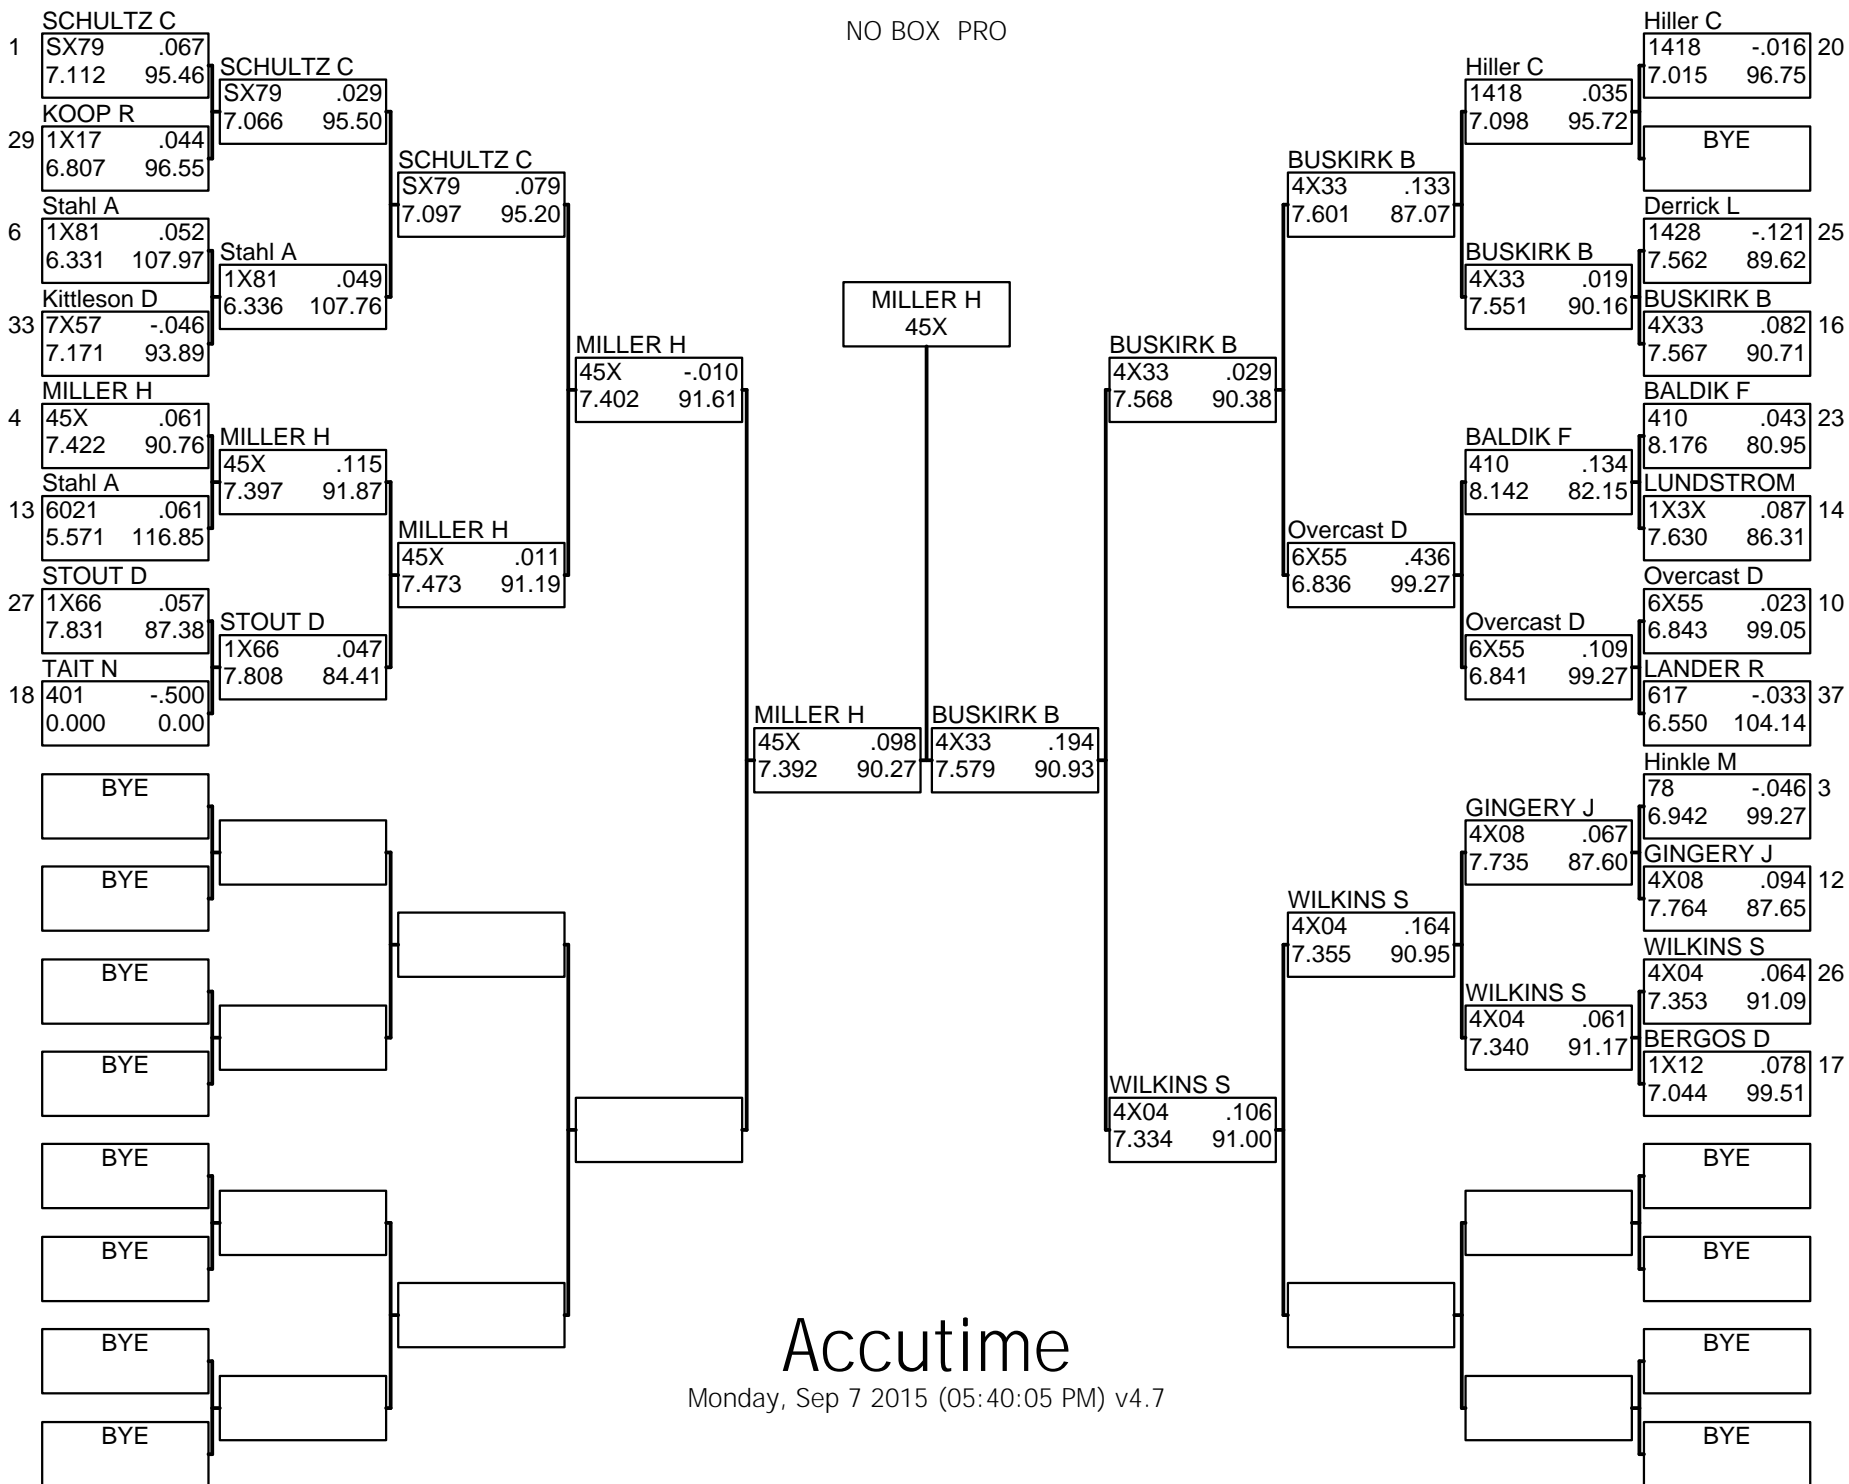 NO BOX PRO
SCHULTZ C
1 SX79 .067
7.112 95.46
KOOP R
29 1X17 .044
6.807 96.55
Stahl A
6 1X81 .052
6.331 107.97
Kittleson D
33 7X57 -.046
7.171 93.89
MILLER H
4 45X .061
7.422 90.76
Stahl A
13 6021 .061
5.571 116.85
STOUT D
27 1X66 .057
7.831 87.38
TAIT N
18 401 -.500
0.000 0.00
BYE
BYE
BYE
BYE
BYE
BYE
BYE
BYE
SCHULTZ C
SX79 .029
7.066 95.50
Stahl A
1X81 .049
6.336 107.76
MILLER H
45X .115
7.397 91.87
STOUT D
1X66 .047
7.808 84.41
SCHULTZ C
SX79 .079
7.097 95.20
MILLER H
45X .011
7.473 91.19
MILLER H
45X -.010
7.402 91.61
MILLER H
45X .098
7.392 90.27
MILLER H
45X
BUSKIRK B
4X33 .194
7.579 90.93
BUSKIRK B
4X33 .029
7.568 90.38
WILKINS S
4X04 .106
7.334 91.00
BUSKIRK B
4X33 .133
7.601 87.07
Overcast D
6X55 .436
6.836 99.27
WILKINS S
4X04 .164
7.355 90.95
Hiller C
1418 .035
7.098 95.72
BUSKIRK B
4X33 .019
7.551 90.16
BALDIK F
410 .134
8.142 82.15
Overcast D
6X55 .109
6.841 99.27
GINGERY J
4X08 .067
7.735 87.60
WILKINS S
4X04 .061
7.340 91.17
Hiller C
1418 -.016 20
7.015 96.75
BYE
Derrick L
1428 -.121 25
7.562 89.62
BUSKIRK B
4X33 .082 16
7.567 90.71
BALDIK F
410 .043 23
8.176 80.95
LUNDSTROM
1X3X .087 14
7.630 86.31
Overcast D
6X55 .023 10
6.843 99.05
LANDER R
617 -.033 37
6.550 104.14
Hinkle M
78 -.046 3
6.942 99.27
GINGERY J
4X08 .094 12
7.764 87.65
WILKINS S
4X04 .064 26
7.353 91.09
BERGOS D
1X12 .078 17
7.044 99.51
BYE
BYE
BYE
BYE
Accutime
Monday, Sep 7 2015 (05:40:05 PM) v4.7